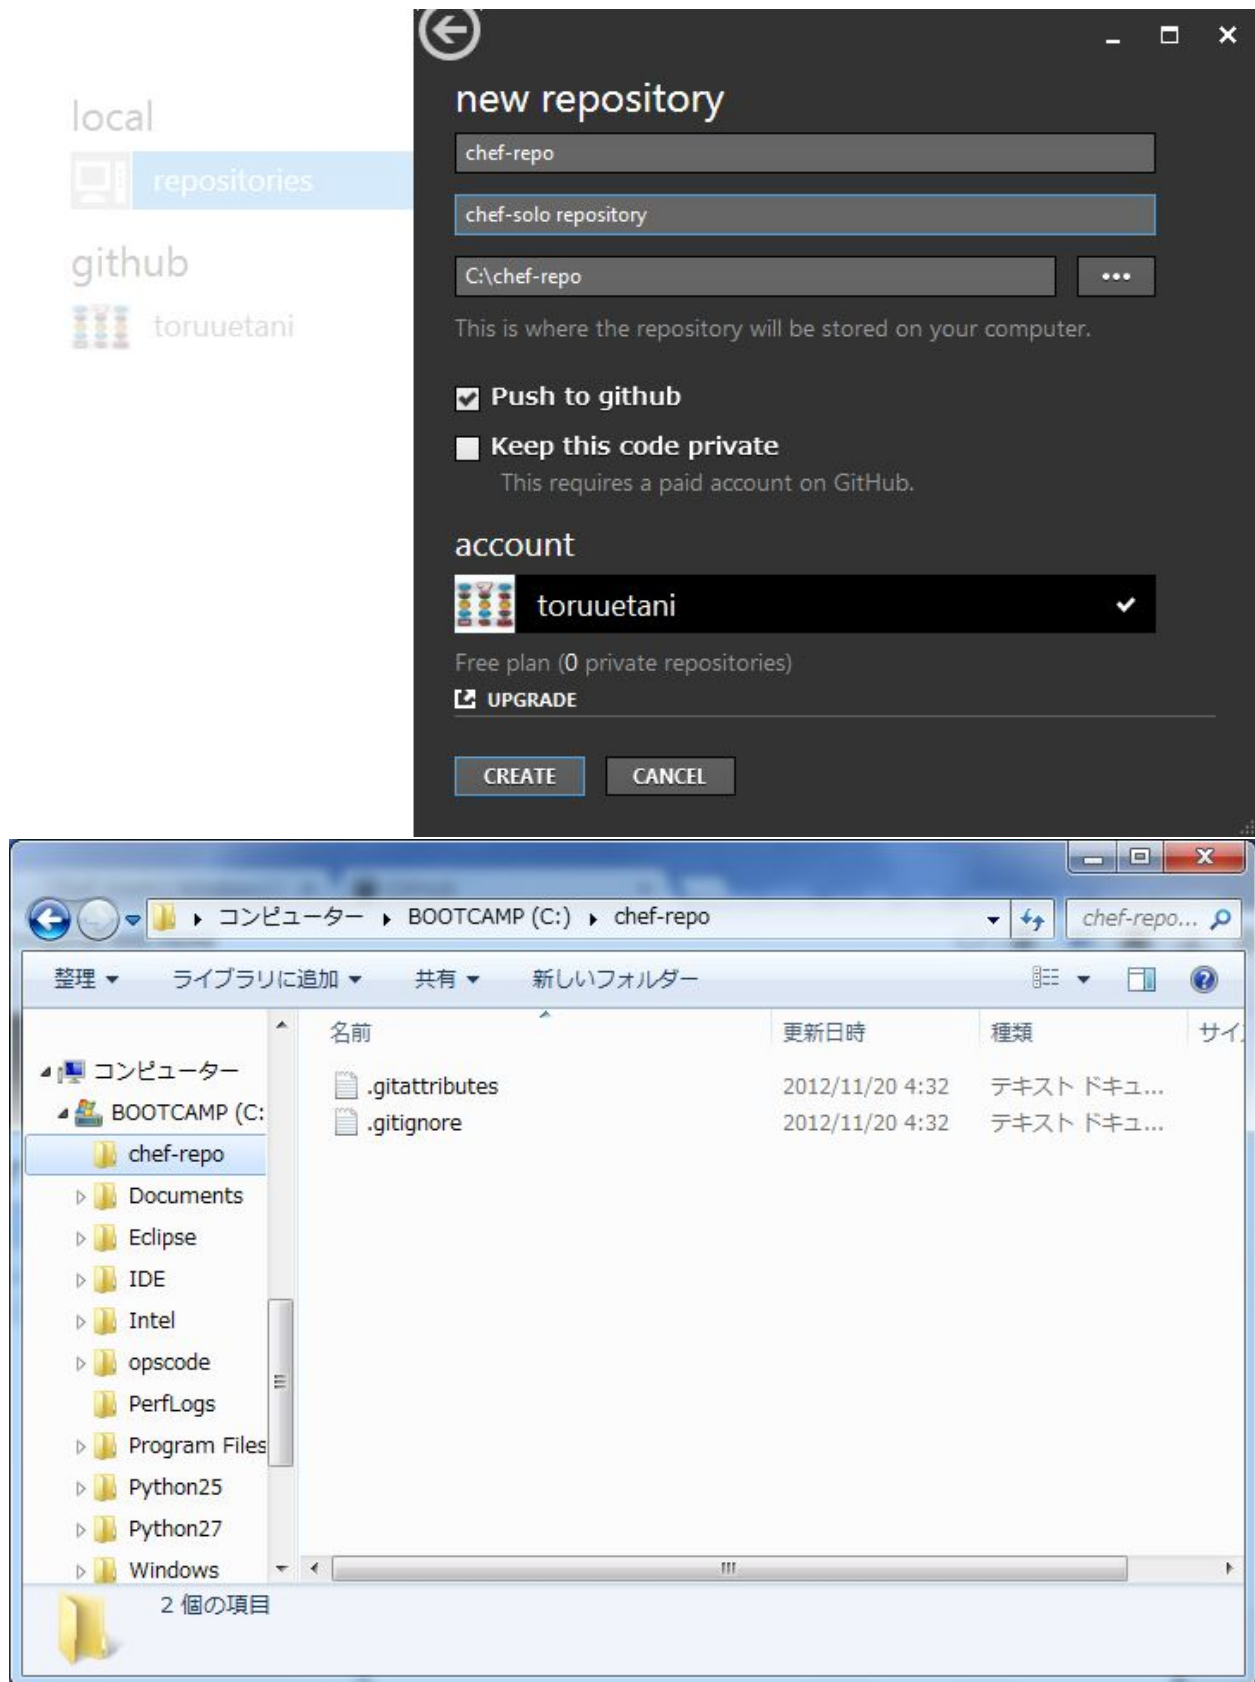 local
repositories
github
toruuetani
new repository
chef-repo
chef-solo repository
C:\chef-repo
This is where the repository will be stored on your computer.
Push to github
Keep this code private
This requires a paid account on GitHub.
account
toruuetani
Free plan (0 private repositories)
UPGRADE
CREATE CANCEL
コンピューター BOOTCAMP (C:) chef-repo chef-repo...
整理 ライブラリに追加 共有 新しいフォルダー
名前 更新日時 種類 サイ
コンピューター
BOOTCAMP (C:
chef-repo
Documents
Eclipse
IDE
Intel
opscode
PerfLogs
Program Files
Python25
Python27
Windows
.gitattributes 2012/11/20 4:32 テキスト ドキュ...
.gitignore 2012/11/20 4:32 テキスト ドキュ...
2 個の項目